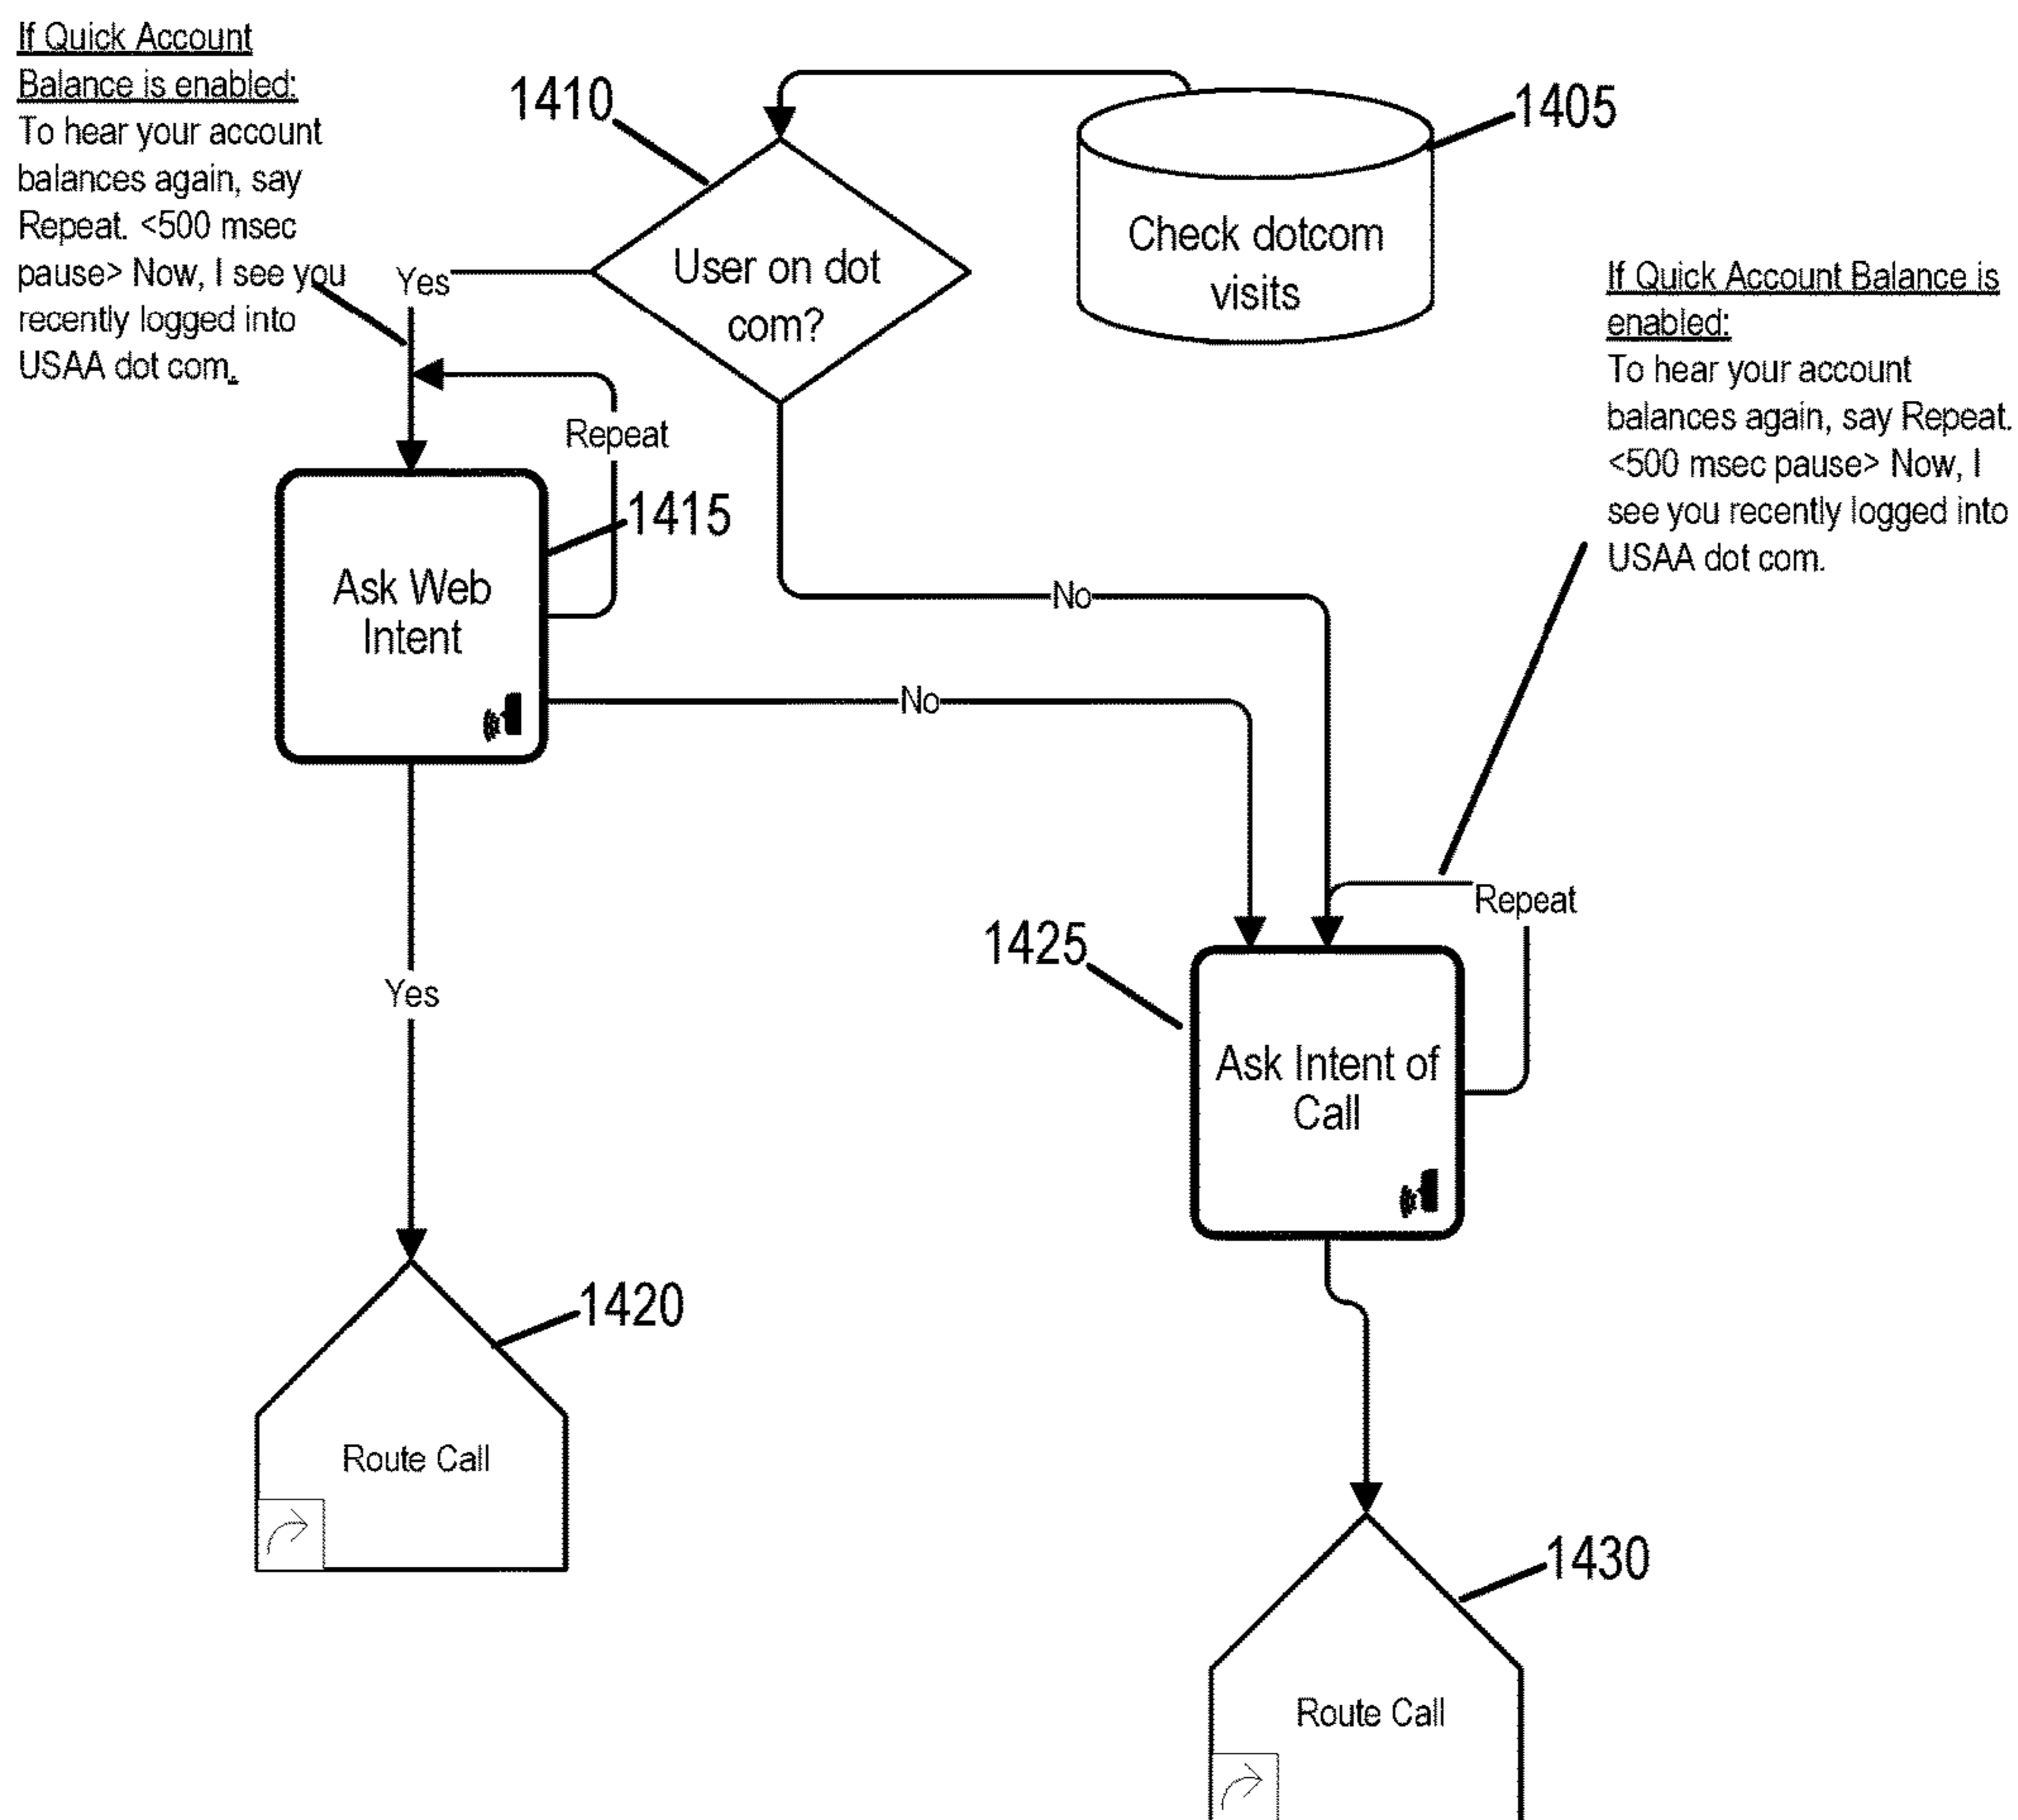 If Quick Account
Balance is enabled:
To hear your account
balances again, say
Repeat. <500 msec
pause> Now, I see you
recently logged into
USAA dot com.
1410
1405
User on dot
com?
Check dotcom
visits
Yes
Repeat
If Quick Account Balance is
enabled:
To hear your account
balances again, say Repeat.
<500 msec pause> Now, I
see you recently logged into
USAA dot com.
1415
Ask Web
Intent
No
No
Repeat
1425
Yes
Ask Intent of
Call
1420
Route Call
1430
Route Call